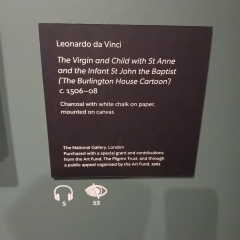 Leonardo da Vinci
The Virgin and Child with St Anne
and the Infant St John the Baptist
('The Burlington House Cartoon')
c. 1506–08
Charcoal with white chalk on paper,
mounted on canvas
The National Gallery, London
Purchased with a special grant and contributions
from the Art Fund, The Pilgrim Trust, and through
a public appeal organised by the Art Fund, 1962
5
53